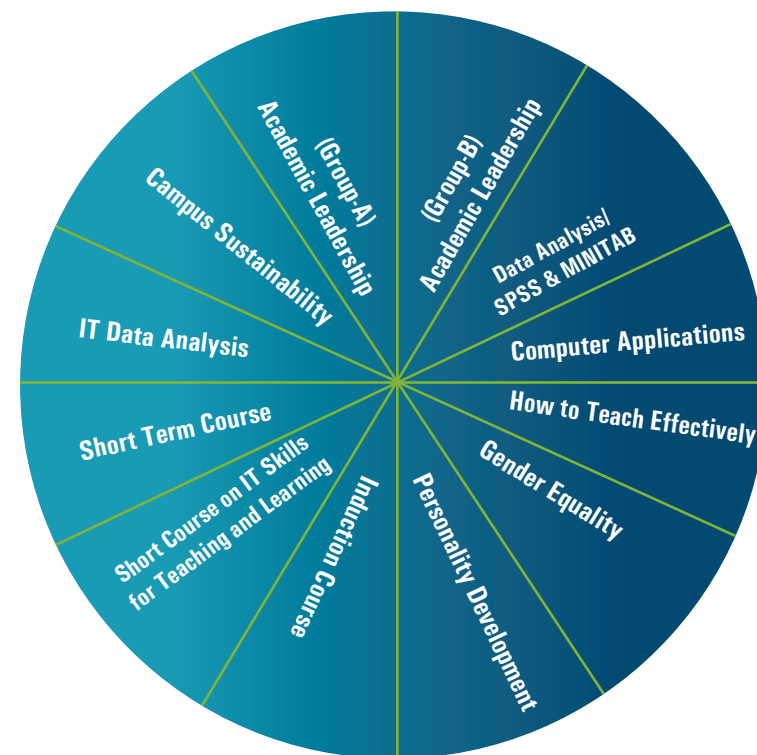 (Group-B)
Academic Leadership
Data Analysis/
SPSS & MINITAB
Computer Applications
How to Teach Effectively
Gender Equality
Personality Development
Induction Course
Short Course on IT Skills
for Teaching and Learning
Short Term Course
IT Data Analysis
Campus Sustainability
(Group-A)
Academic Leadership